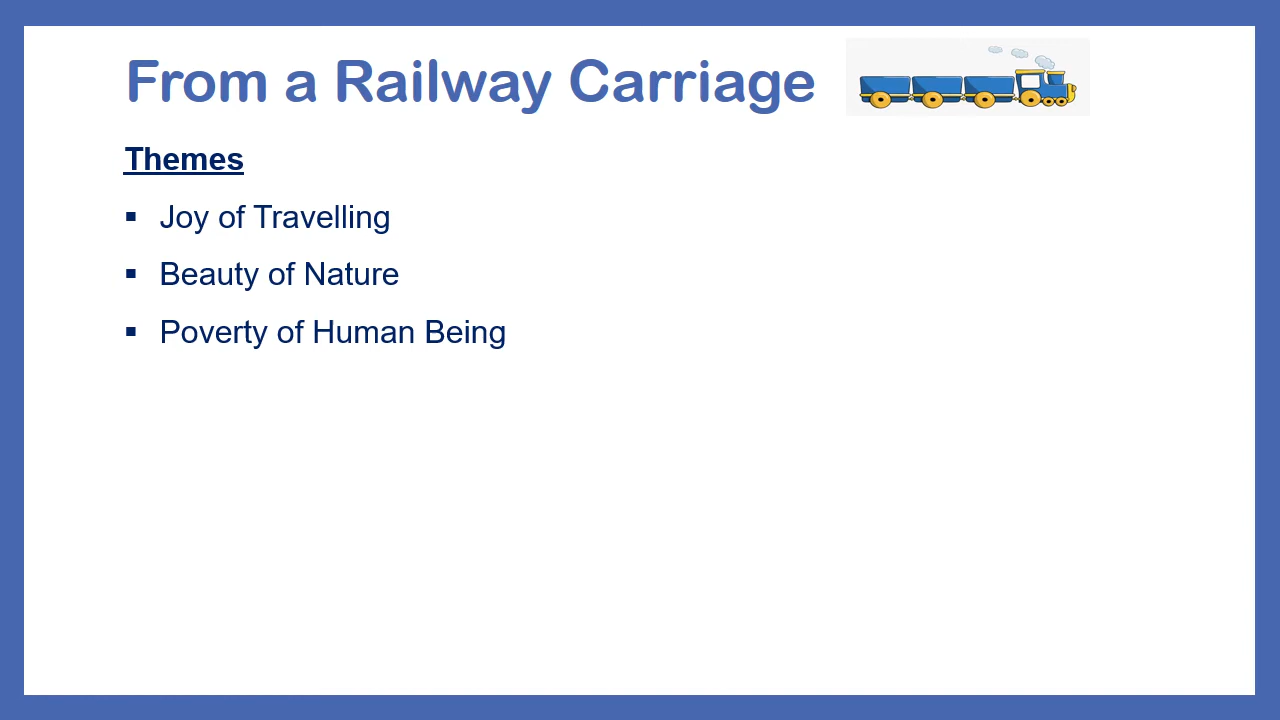 From a Railway Carriage
Themes
▪ Joy of Travelling
▪ Beauty of Nature
▪ Poverty of Human Being